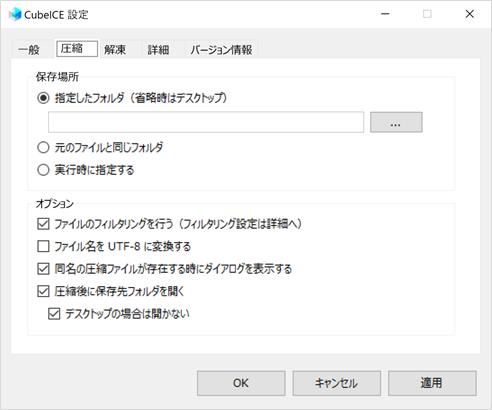 CubeICE 設定
一般 圧縮 解凍 詳細 バージョン情報
保存場所
指定したフォルダ（省略時はデスクトップ）
...
元のファイルと同じフォルダ
実行時に指定する
オプション
ファイルのフィルタリングを行う（フィルタリング設定は詳細へ）
ファイル名を UTF-8 に変換する
同名の圧縮ファイルが存在する時にダイアログを表示する
圧縮後に保存先フォルダを開く
デスクトップの場合は開かない
OK キャンセル 適用